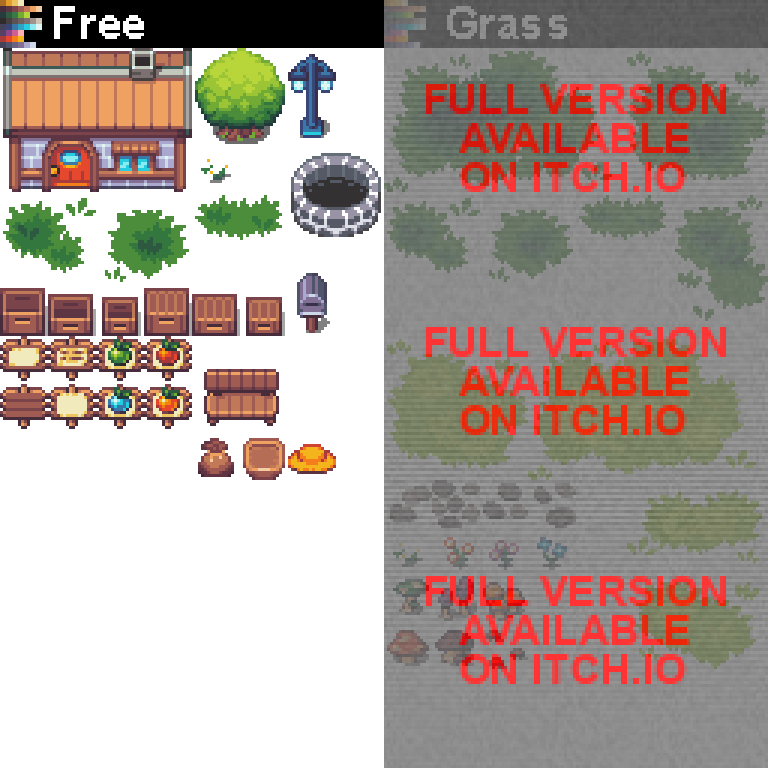 Free
Grass
FULL VERSION
AVAILABLE
ON ITCH.IO
FULL VERSION
AVAILABLE
ON ITCH.IO
FULL VERSION
AVAILABLE
ON ITCH.IO